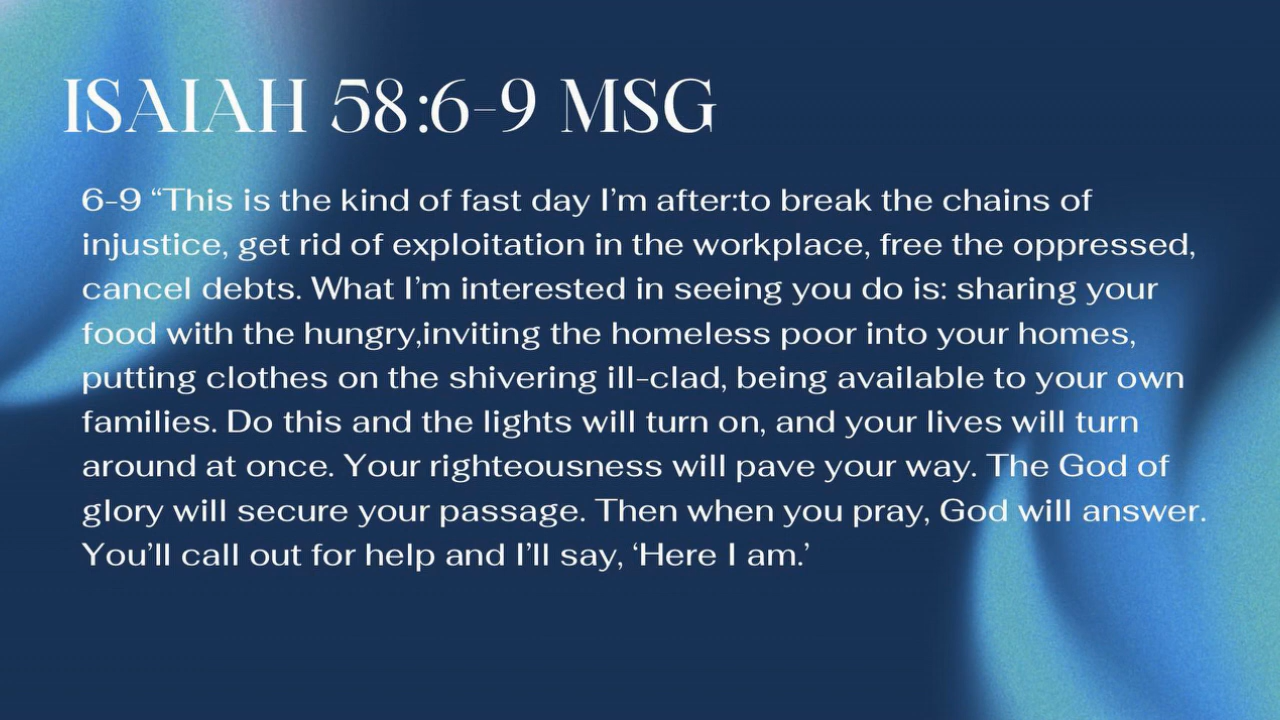 ISAIAH 58:6-9 MSG
6-9 “This is the kind of fast day I’m after:to break the chains of
injustice, get rid of exploitation in the workplace, free the oppressed,
cancel debts. What I’m interested in seeing you do is: sharing your
food with the hungry,inviting the homeless poor into your homes,
putting clothes on the shivering ill-clad, being available to your own
families. Do this and the lights will turn on, and your lives will turn
around at once. Your righteousness will pave your way. The God of
glory will secure your passage. Then when you pray, God will answer.
You’ll call out for help and I’ll say, ‘Here I am.’